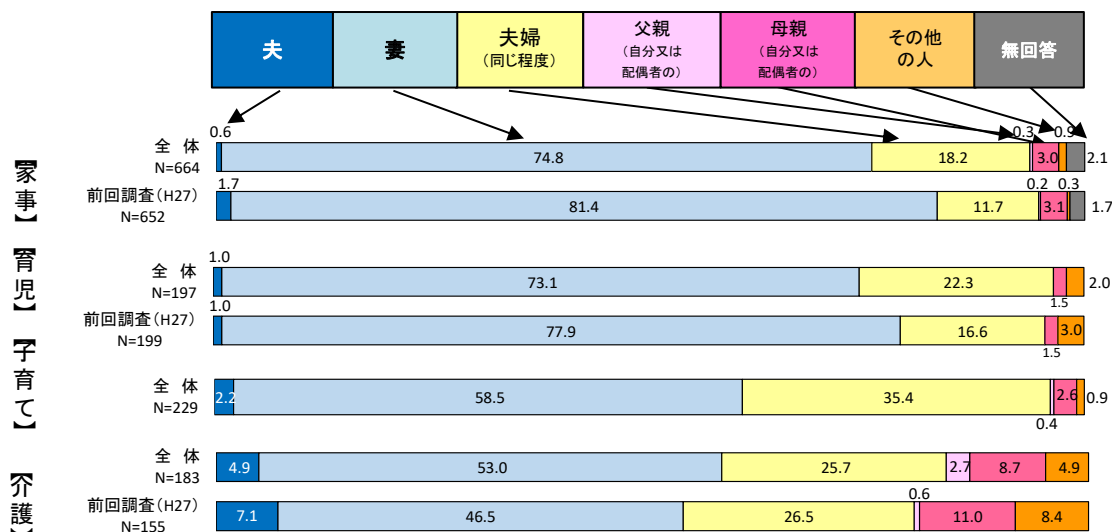 夫
妻
夫婦
(同じ程度)
父親
(自分又は
配偶者の)
母親
(自分又は
配偶者の)
その他
の人
無回答
【家事】
全 体
N=664
0.6
74.8
18.2
0.3
3.0
0.9
2.1
前回調査(H27)
N=652
1.7
81.4
11.7
0.2
3.1
0.3
1.7
【育児】
全 体
N=197
1.0
73.1
22.3
1.5
2.0
前回調査(H27)
N=199
1.0
77.9
16.6
1.5
3.0
【子育て】
全 体
N=229
2.2
58.5
35.4
0.4
2.6
0.9
【介護】
全 体
N=183
4.9
53.0
25.7
2.7
8.7
4.9
前回調査(H27)
N=155
7.1
46.5
26.5
0.6
11.0
8.4